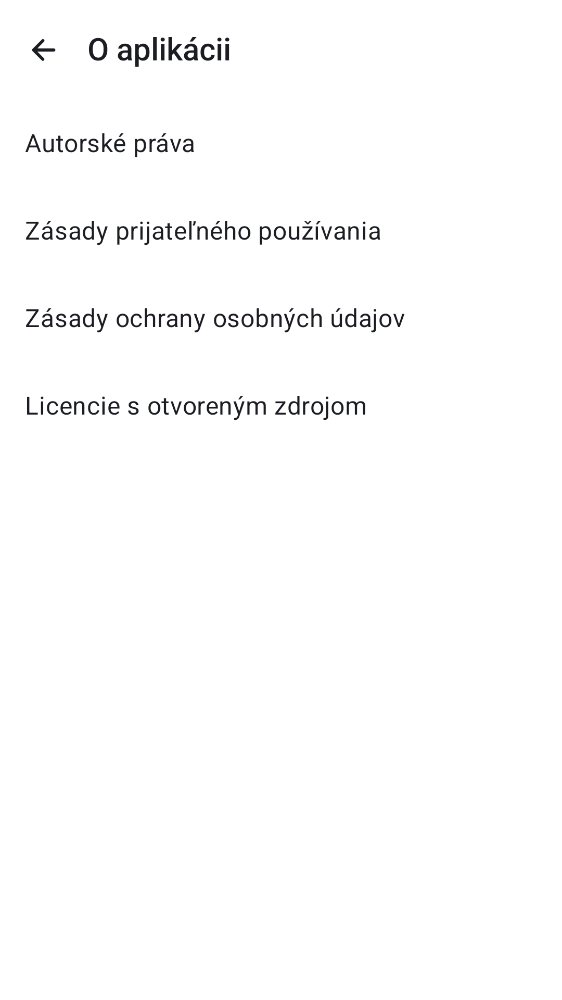 O aplikácii
Autorské práva
Zásady prijateľného používania
Zásady ochrany osobných údajov
Licencie s otvoreným zdrojom